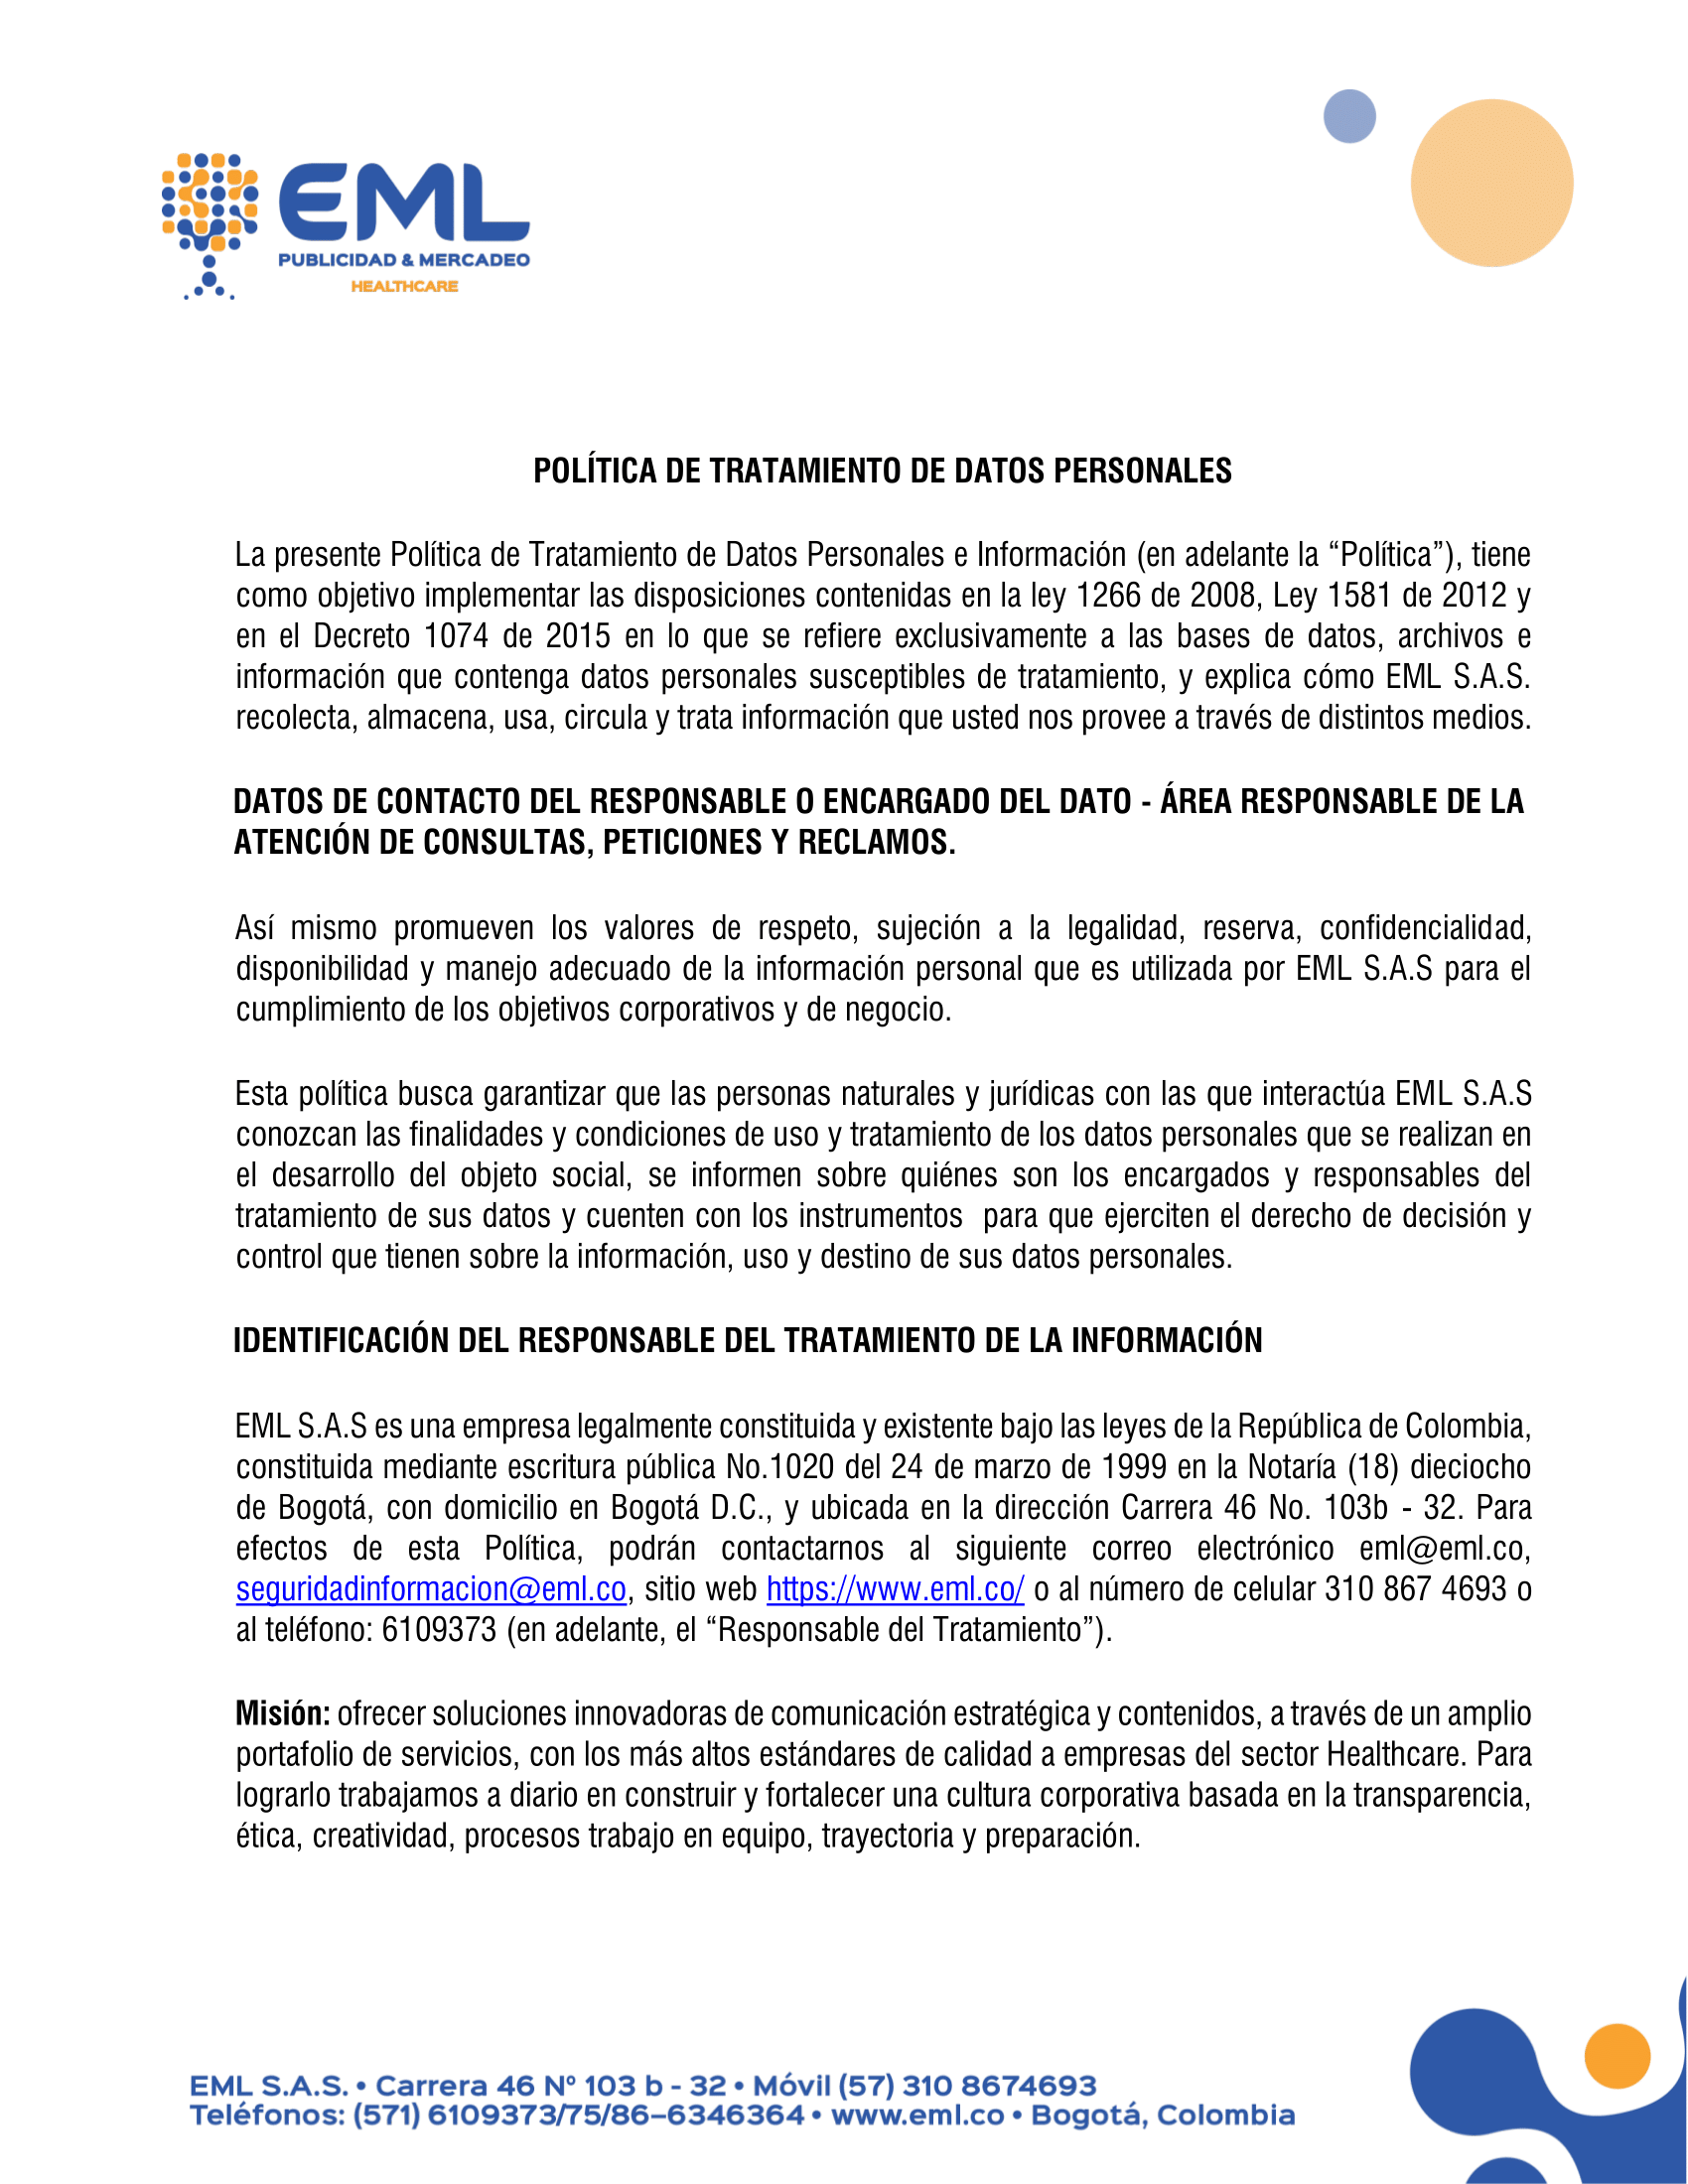 EML
PUBLICIDAD & MERCADEO
HEALTHCARE
POLÍTICA DE TRATAMIENTO DE DATOS PERSONALES
La presente Política de Tratamiento de Datos Personales e Información (en adelante la “Política”), tiene
como objetivo implementar las disposiciones contenidas en la ley 1266 de 2008, Ley 1581 de 2012 y
en el Decreto 1074 de 2015 en lo que se refiere exclusivamente a las bases de datos, archivos e
información que contenga datos personales susceptibles de tratamiento, y explica cómo EML S.A.S.
recolecta, almacena, usa, circula y trata información que usted nos provee a través de distintos medios.
DATOS DE CONTACTO DEL RESPONSABLE O ENCARGADO DEL DATO - ÁREA RESPONSABLE DE LA
ATENCIÓN DE CONSULTAS, PETICIONES Y RECLAMOS.
Así mismo promueven los valores de respeto, sujeción a la legalidad, reserva, confidencialidad,
disponibilidad y manejo adecuado de la información personal que es utilizada por EML S.A.S para el
cumplimiento de los objetivos corporativos y de negocio.
Esta política busca garantizar que las personas naturales y jurídicas con las que interactúa EML S.A.S
conozcan las finalidades y condiciones de uso y tratamiento de los datos personales que se realizan en
el desarrollo del objeto social, se informen sobre quiénes son los encargados y responsables del
tratamiento de sus datos y cuenten con los instrumentos  para que ejerciten el derecho de decisión y
control que tienen sobre la información, uso y destino de sus datos personales.
IDENTIFICACIÓN DEL RESPONSABLE DEL TRATAMIENTO DE LA INFORMACIÓN
EML S.A.S es una empresa legalmente constituida y existente bajo las leyes de la República de Colombia,
constituida mediante escritura pública No.1020 del 24 de marzo de 1999 en la Notaría (18) dieciocho
de Bogotá, con domicilio en Bogotá D.C., y ubicada en la dirección Carrera 46 No. 103b - 32. Para
efectos de esta Política, podrán contactarnos al siguiente correo electrónico eml@eml.co,
seguridadinformacion@eml.co, sitio web https://www.eml.co/ o al número de celular 310 867 4693 o
al teléfono: 6109373 (en adelante, el “Responsable del Tratamiento”).
Misión: ofrecer soluciones innovadoras de comunicación estratégica y contenidos, a través de un amplio
portafolio de servicios, con los más altos estándares de calidad a empresas del sector Healthcare. Para
lograrlo trabajamos a diario en construir y fortalecer una cultura corporativa basada en la transparencia,
ética, creatividad, procesos trabajo en equipo, trayectoria y preparación.
EML S.A.S. • Carrera 46 Nº 103 b - 32 • Móvil (57) 310 8674693
Teléfonos: (571) 6109373/75/86–6346364 • www.eml.co • Bogotá, Colombia